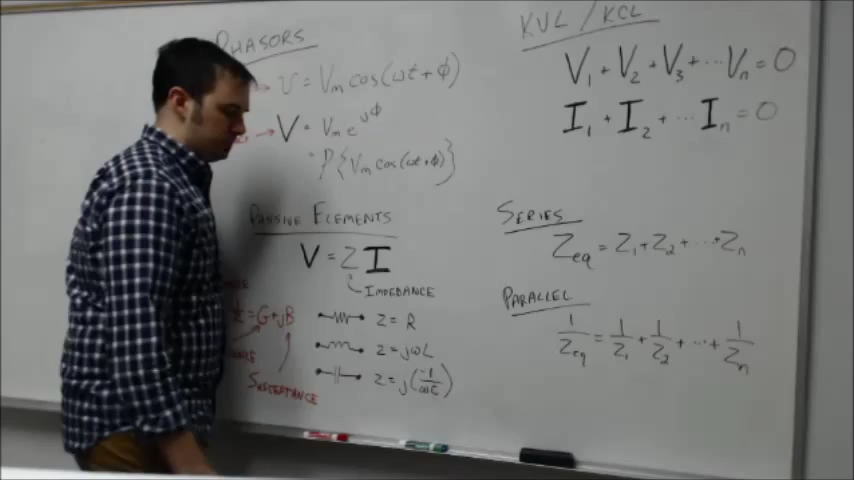 PHASORS
v = Vm cos(ωt + φ)
V = Vm e^jφ
= P{Vm cos(ωt+φ)}
PASSIVE ELEMENTS
V = Z I
IMPEDANCE
= G + jB
SUSCEPTANCE
Z = R
Z = jωL
Z = j(-1/ωC)
KVL / KCL
V1 + V2 + V3 + ... Vn = 0
I1 + I2 + ... In = 0
SERIES
Zeq = Z1 + Z2 + ... + Zn
PARALLEL
1/Zeq = 1/Z1 + 1/Z2 + ... + 1/Zn